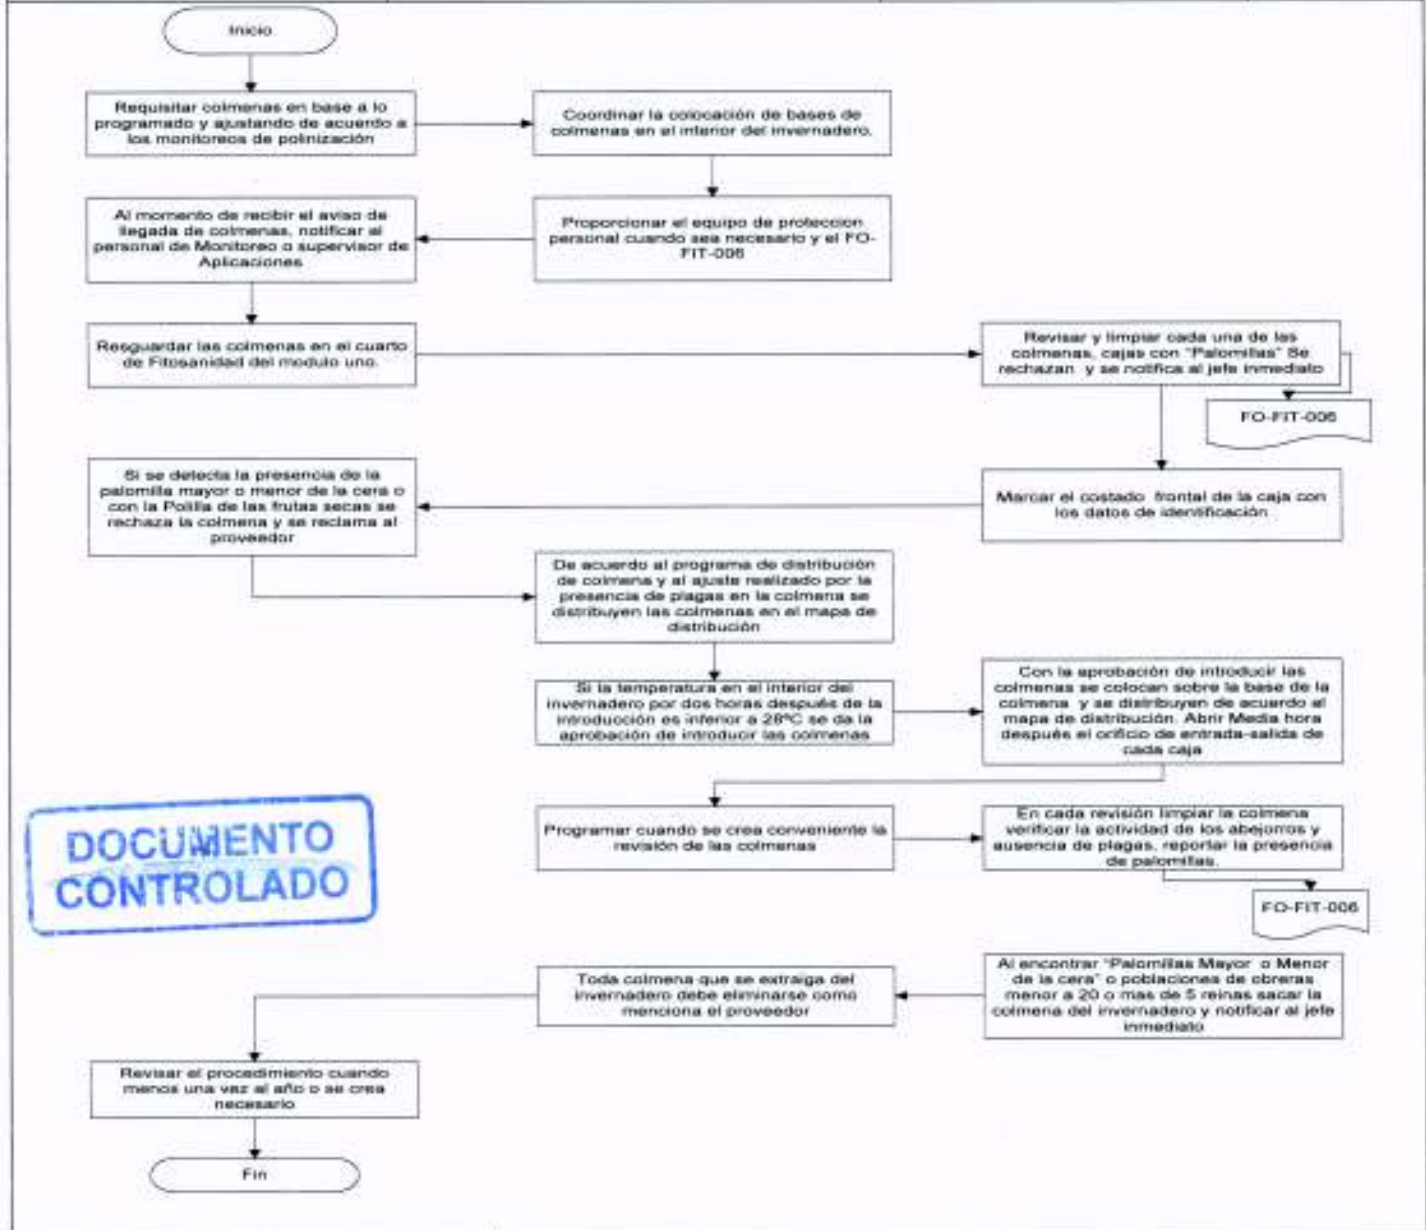 Inicio
Requisitar colmenas en base a lo
programado y ajustando de acuerdo a
los monitoreos de polinización
Coordinar la colocación de bases de
colmenas en el interior del invernadero.
Proporcionar el equipo de proteccion
personal cuando sea necesario y el FO-
FIT-006
Al momento de recibir el aviso de
llegada de colmenas, notificar al
personal de Monitoreo o supervisor de
Aplicaciones
Resguardar las colmenas en el cuarto
de Fitosanidad del modulo uno.
Revisar y limpiar cada una de las
colmenas, cajas con "Palomillas" Se
rechazan y se notifica al jefe inmediato
FO-FIT-006
Marcar el costado frontal de la caja con
los datos de identificación
Si se detecta la presencia de la
palomilla mayor o menor de la cera o
con la Polilla de las frutas secas se
rechaza la colmena y se reclama al
proveedor
De acuerdo al programa de distribución
de colmena y al ajuste realizado por la
presencia de plagas en la colmena se
distribuyen las colmenas en el mapa de
distribución
Si la temperatura en el interior del
invernadero por dos horas después de la
introducción es inferior a 28ºC se da la
aprobación de introducir las colmenas
Con la aprobación de introducir las
colmenas se colocan sobre la base de la
colmena y se distribuyen de acuerdo al
mapa de distribución. Abrir Media hora
después el orificio de entrada-salida de
cada caja
Programar cuando se crea conveniente la
revisión de las colmenas
En cada revisión limpiar la colmena
verificar la actividad de los abejorros y
ausencia de plagas, reportar la presencia
de palomillas.
FO-FIT-006
DOCUMENTO
CONTROLADO
Al encontrar "Palomillas Mayor o Menor
de la cera" o poblaciones de obreras
menor a 20 o mas de 5 reinas sacar la
colmena del invernadero y notificar al jefe
inmediato
Toda colmena que se extraiga del
invernadero debe eliminarse como
menciona el proveedor
Revisar el procedimiento cuando
menos una vez al año o se crea
necesario
Fin